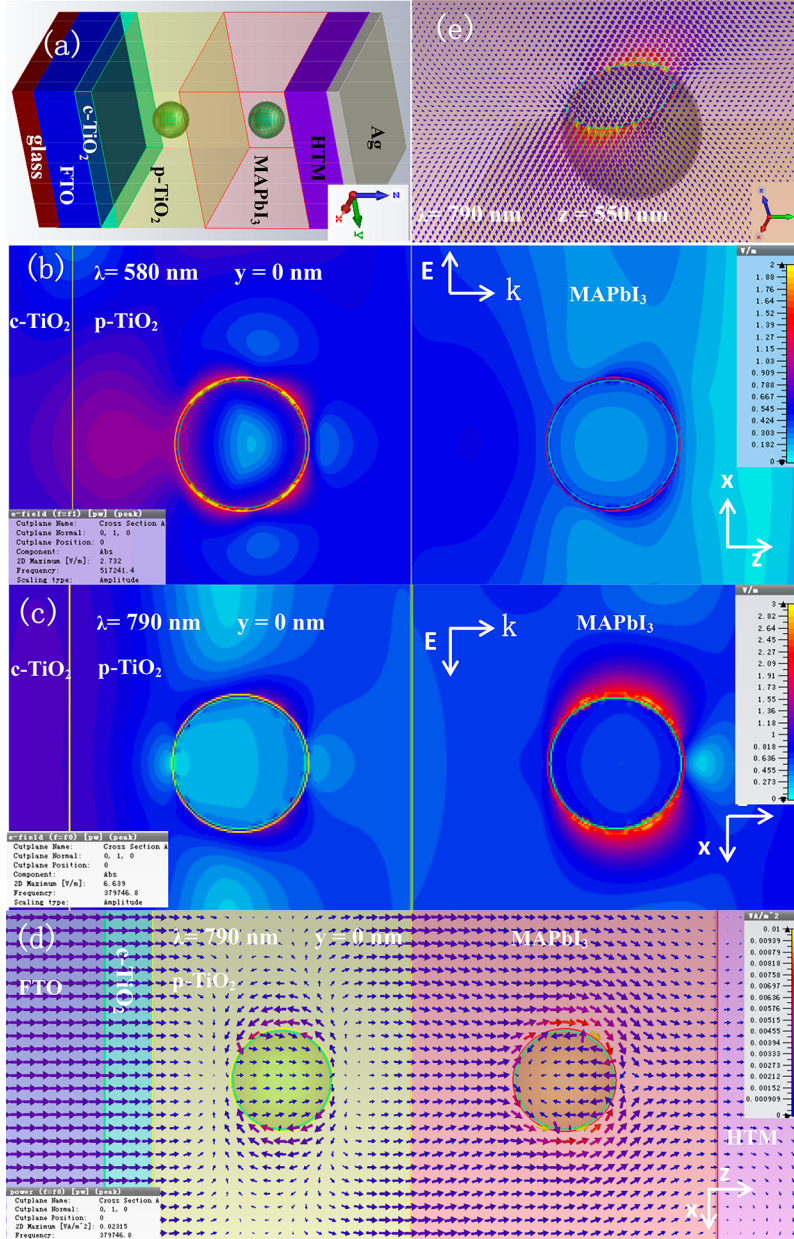 (a)
glass
FTO
c-TiO2
p-TiO2
MAPbI3
HTM
Ag
Z
Y
X
(e)
λ=790 nm z = 550 nm
(b) λ= 580 nm y = 0 nm
c-TiO2 p-TiO2
E
k
MAPbI3
V/m
2
1.88
1.76
1.64
1.52
1.39
1.27
1.15
1.03
0.909
0.788
0.667
0.545
0.424
0.303
0.182
0
x
z
e-field (f=f1) [pw] (peak)
Cutplane Name: Cross Section A
Cutplane Normal: 0, 1, 0
Cutplane Position: 0
Component: Abs
2D Maximum [V/m]: 2.732
Frequency: 517241.4
Scaling type: Amplitude
(c) λ= 790 nm y = 0 nm
c-TiO2 p-TiO2
E
k
MAPbI3
V/m
3
2.82
2.64
2.45
2.27
2.09
1.91
1.73
1.55
1.36
1.18
1
0.818
0.636
0.455
0.273
0
x
e-field (f=f0) [pw] (peak)
Cutplane Name: Cross Section A
Cutplane Normal: 0, 1, 0
Cutplane Position: 0
Component: Abs
2D Maximum [V/m]: 6.639
Frequency: 379746.8
Scaling type: Amplitude
(d) λ= 790 nm y = 0 nm
FTO
c-TiO2
p-TiO2
MAPbI3
HTM
VA/m^2
0.01
0.00939
0.00879
0.00818
0.00758
0.00697
0.00636
0.00576
0.00515
0.00455
0.00394
0.00333
0.00273
0.00212
0.00152
0.000909
0
z
x
power (f=f0) [pw] (peak)
Cutplane Name: Cross Section A
Cutplane Normal: 0, 1, 0
Cutplane Position: 0
2D Maximum [VA/m^2]: 0.02315
Frequency: 379746.8